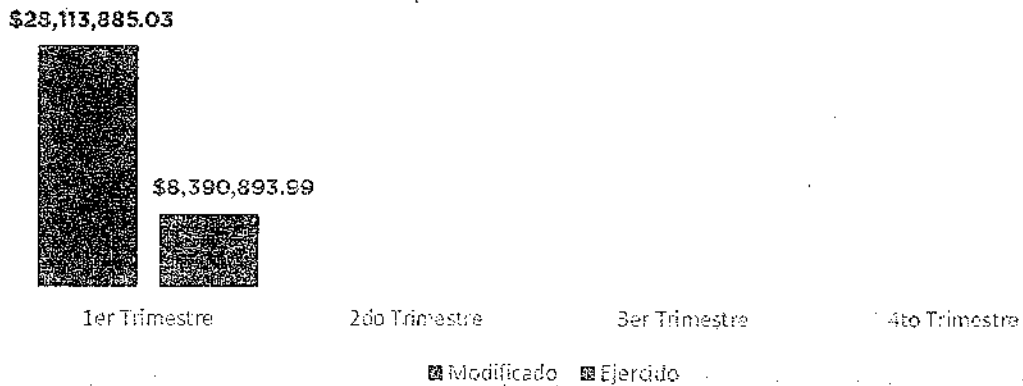 $28,113,885.03
$8,390,893.99
1er Trimestre 2do Trimestre 3er Trimestre 4to Trimestre
Modificado Ejercido